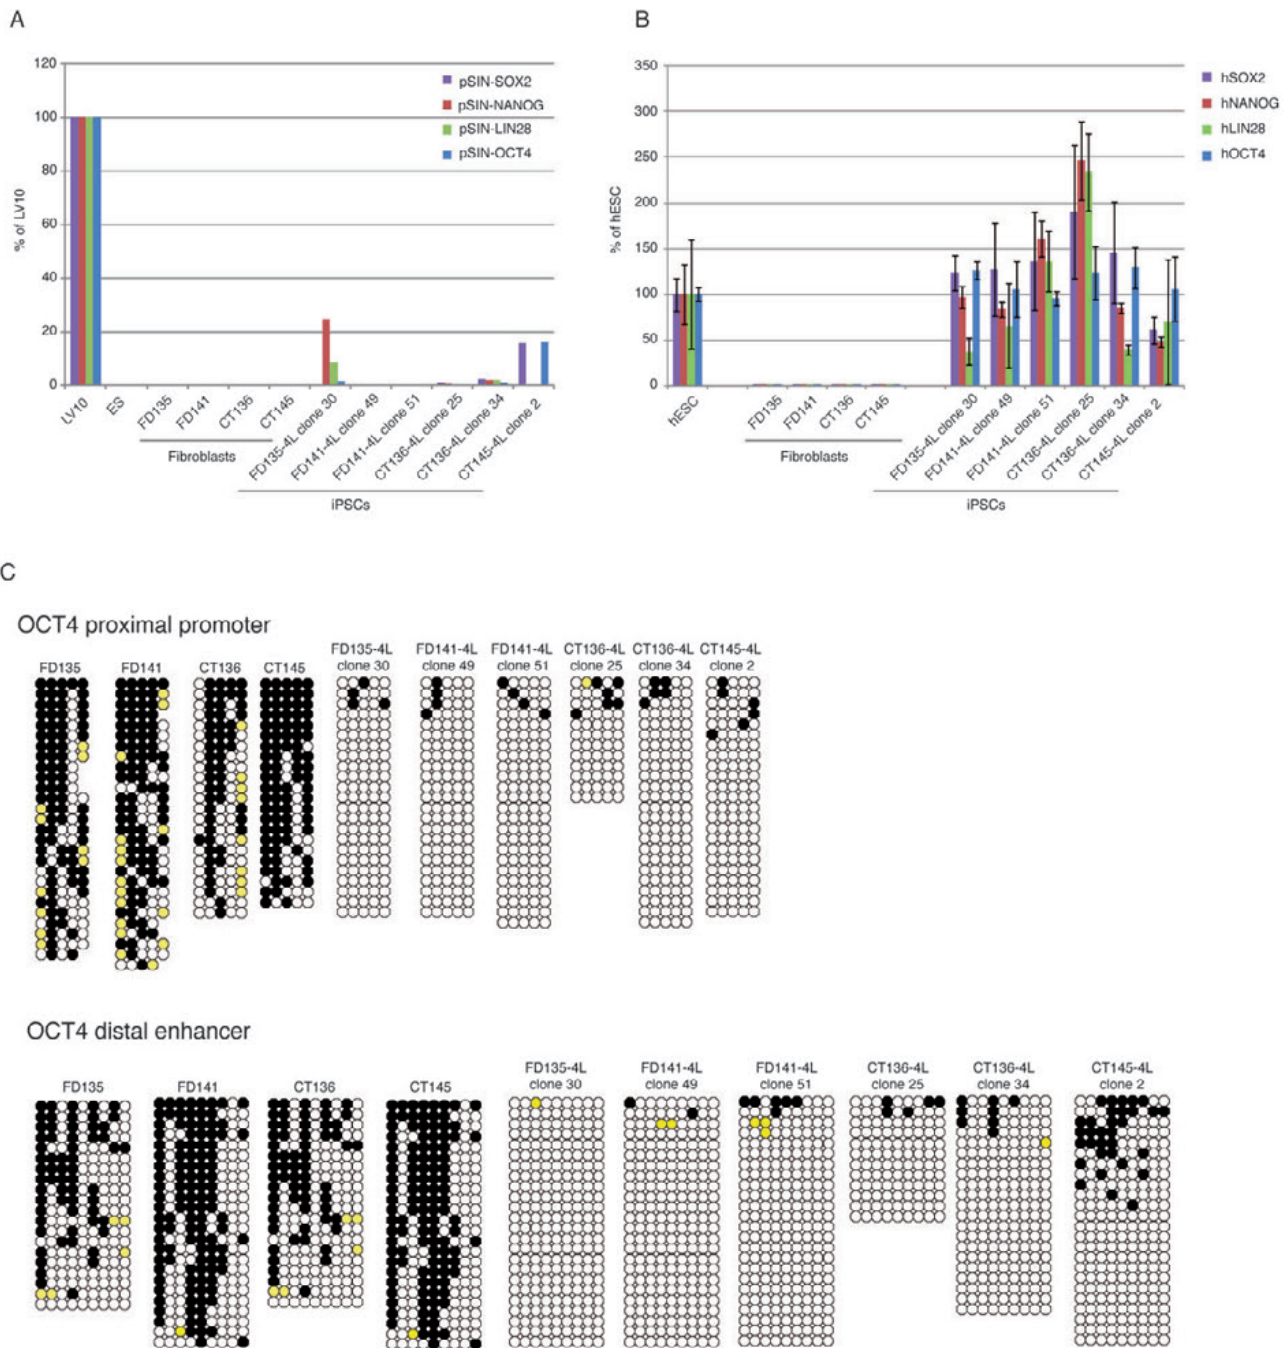 A
B
120
100
80
60
40
20
0
% of LV10
pSIN-SOX2
pSIN-NANOG
pSIN-LIN28
pSIN-OCT4
LV10
ES
FD135
FD141
CT136
CT145
FD135-4L clone 30
FD141-4L clone 49
FD141-4L clone 51
CT136-4L clone 25
CT136-4L clone 34
CT145-4L clone 2
Fibroblasts
iPSCs
350
300
250
200
150
100
50
0
% of hESC
hSOX2
hNANOG
hLIN28
hOCT4
hESC
FD135
FD141
CT136
CT145
FD135-4L clone 30
FD141-4L clone 49
FD141-4L clone 51
CT136-4L clone 25
CT136-4L clone 34
CT145-4L clone 2
Fibroblasts
iPSCs
C
OCT4 proximal promoter
FD135 FD141 CT136 CT145
FD135-4L FD141-4L FD141-4L CT136-4L CT136-4L CT145-4L
clone 30 clone 49 clone 51 clone 25 clone 34 clone 2
OCT4 distal enhancer
FD135 FD141 CT136 CT145
FD135-4L FD141-4L FD141-4L CT136-4L CT136-4L CT145-4L
clone 30 clone 49 clone 51 clone 25 clone 34 clone 2